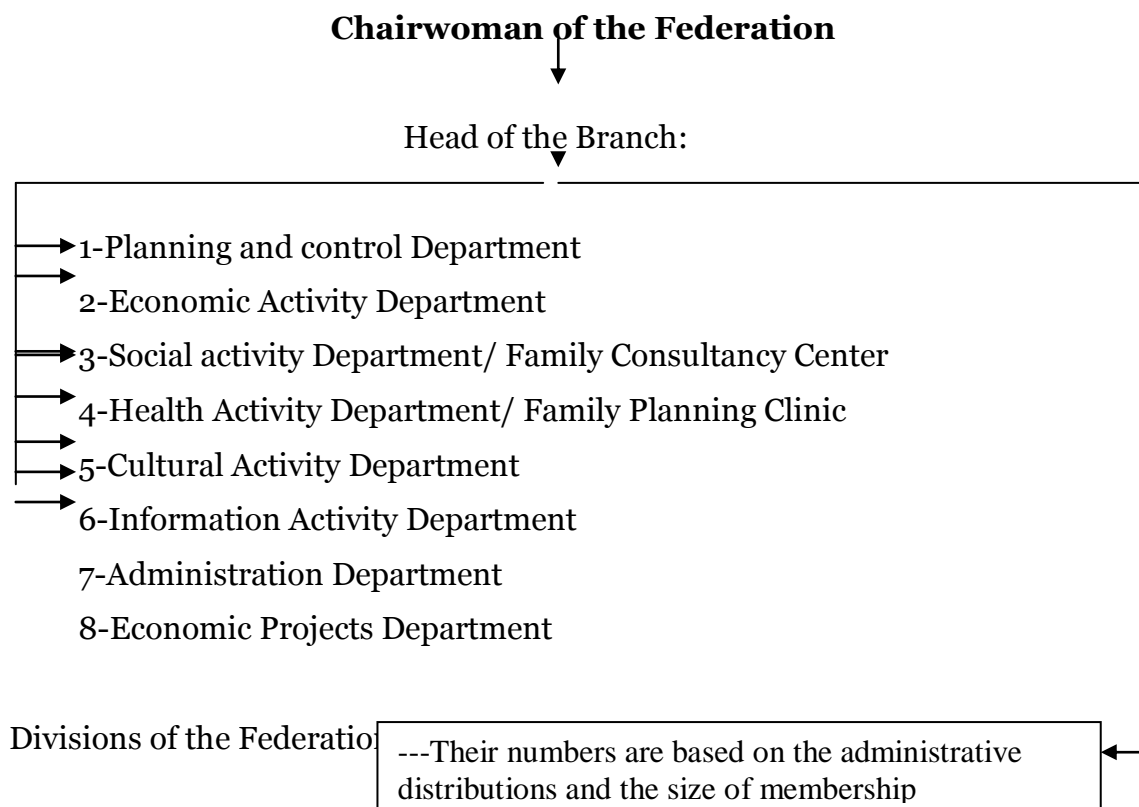 Chairwoman of the Federation
Head of the Branch:
1-Planning and control Department
2-Economic Activity Department
3-Social activity Department/ Family Consultancy Center
4-Health Activity Department/ Family Planning Clinic
5-Cultural Activity Department
6-Information Activity Department
7-Administration Department
8-Economic Projects Department
Divisions of the Federation
---Their numbers are based on the administrative
distributions and the size of membership